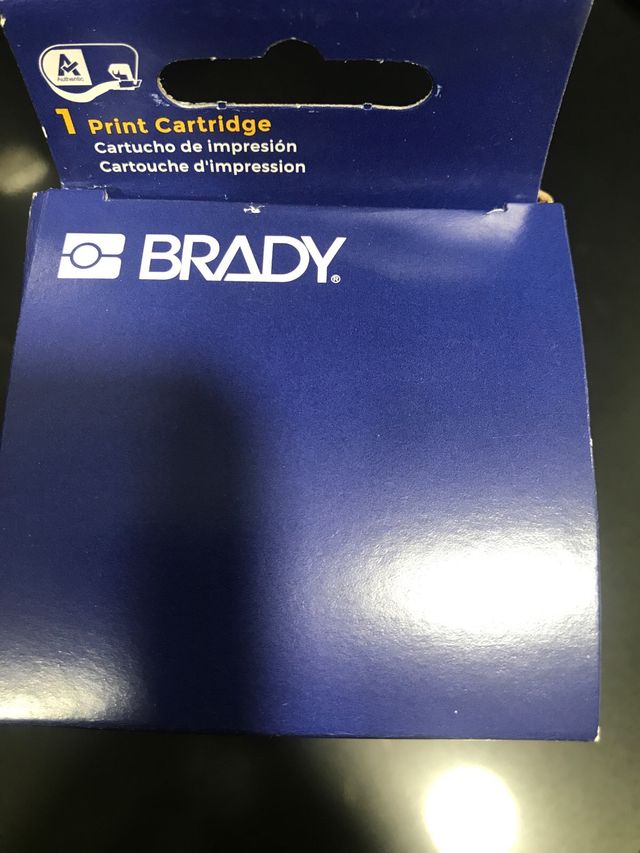 Authentic
1 Print Cartridge
Cartucho de impresión
Cartouche d'impression
BRADY®